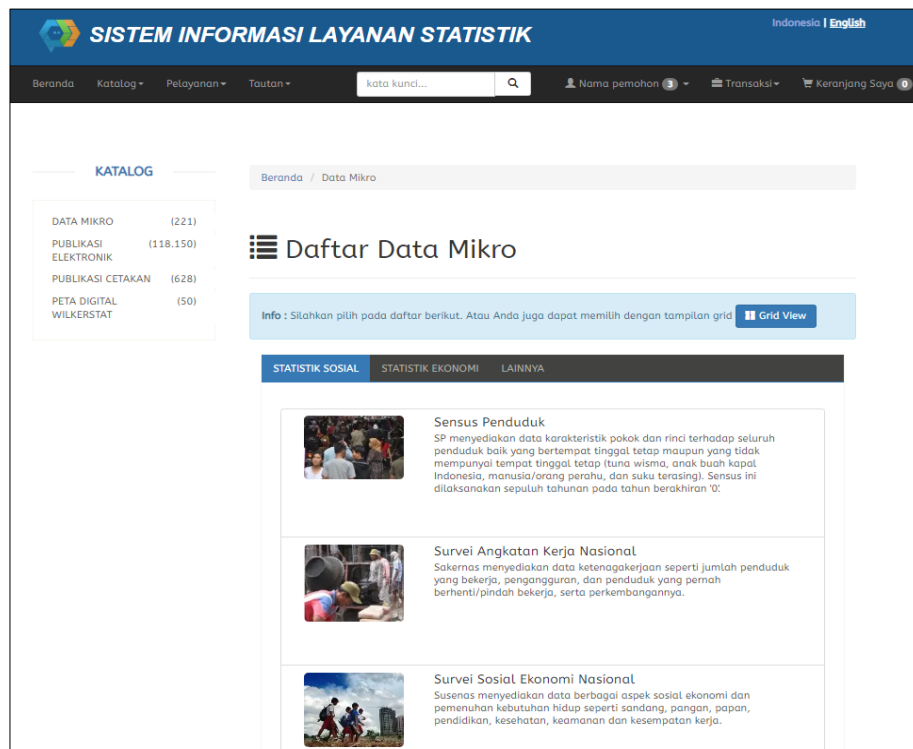 SISTEM INFORMASI LAYANAN STATISTIK
Indonesia | English
Beranda Katalog Pelayanan Tautan kata kunci... Nama pemohon 3 Transaksi Keranjang Saya 0
KATALOG
DATA MIKRO (221)
PUBLIKASI (118.150)
ELEKTRONIK
PUBLIKASI CETAKAN (628)
PETA DIGITAL (50)
WILKERSTAT
Beranda / Data Mikro
Daftar Data Mikro
Info : Silahkan pilih pada daftar berikut. Atau Anda juga dapat memilih dengan tampilan grid Grid View
STATISTIK SOSIAL STATISTIK EKONOMI LAINNYA
Sensus Penduduk
SP menyediakan data karakteristik pokok dan rinci terhadap seluruh
penduduk baik yang bertempat tinggal tetap maupun yang tidak
mempunyai tempat tinggal tetap (tuna wisma, anak buah kapal
Indonesia, manusia/orang perahu, dan suku terasing). Sensus ini
dilaksanakan sepuluh tahunan pada tahun berakhiran '0'.
Survei Angkatan Kerja Nasional
Sakernas menyediakan data ketenagakerjaan seperti jumlah penduduk
yang bekerja, pengangguran, dan penduduk yang pernah
berhenti/pindah bekerja, serta perkembangannya.
Survei Sosial Ekonomi Nasional
Susenas menyediakan data berbagai aspek sosial ekonomi dan
pemenuhan kebutuhan hidup seperti sandang, pangan, papan,
pendidikan, kesehatan, keamanan dan kesempatan kerja.